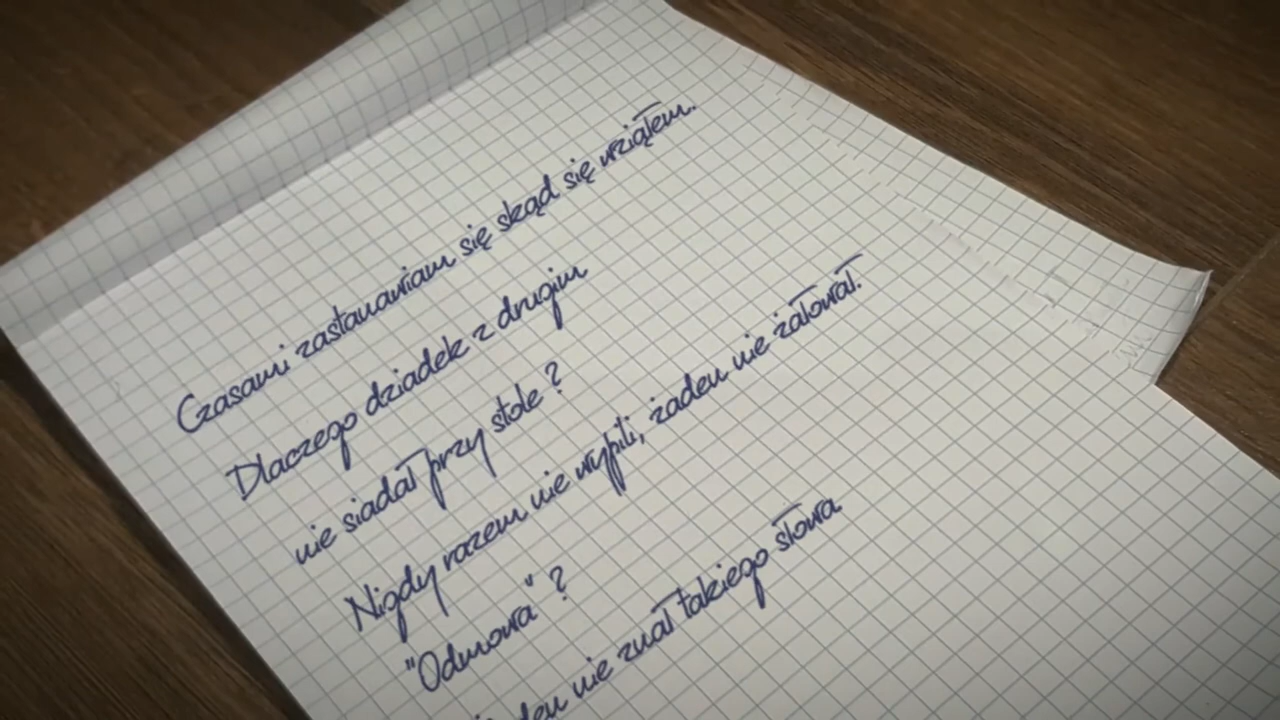 Czasami zastanawiam się skąd się wziąłem.
Dlaczego dziadek z drugim
nie siadał przy stole?
Nigdy razem nie wypili, żaden nie żałował.
"Odmowa"?
nie znał takiego słowa